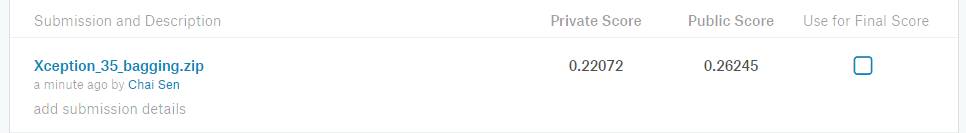 Submission and Description Private Score Public Score Use for Final Score
Xception_35_bagging.zip 0.22072 0.26245
a minute ago by Chai Sen
add submission details